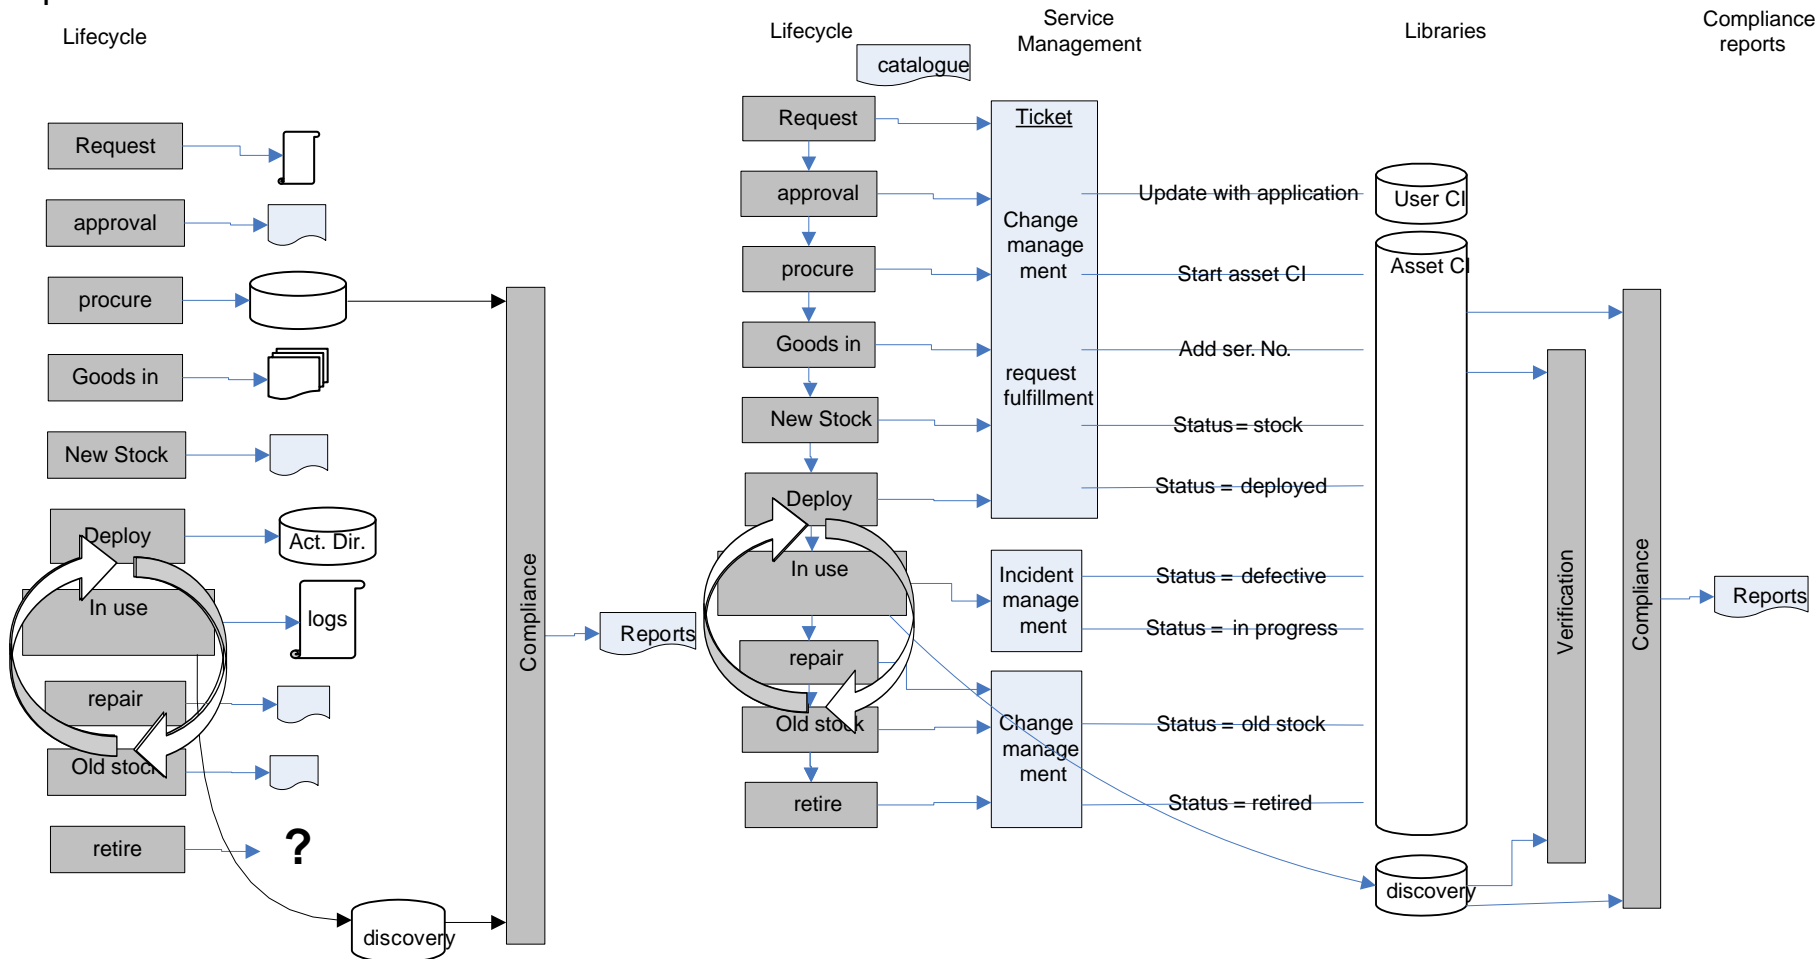 Lifecycle
Request
approval
procure
Goods in
New Stock
Deploy
Act. Dir.
In use
logs
repair
Old stock
retire
?
discovery
Compliance
Reports
Lifecycle
catalogue
Service
Management
Libraries
Compliance
reports
Request
approval
procure
Goods in
New Stock
Deploy
In use
repair
Old stock
retire
Ticket
Change
manage
ment
request
fulfillment
Incident
manage
ment
Change
manage
ment
Update with application
Start asset CI
Add ser. No.
Status = stock
Status = deployed
Status = defective
Status = in progress
Status = old stock
Status = retired
User CI
Asset CI
discovery
Verification
Compliance
Reports